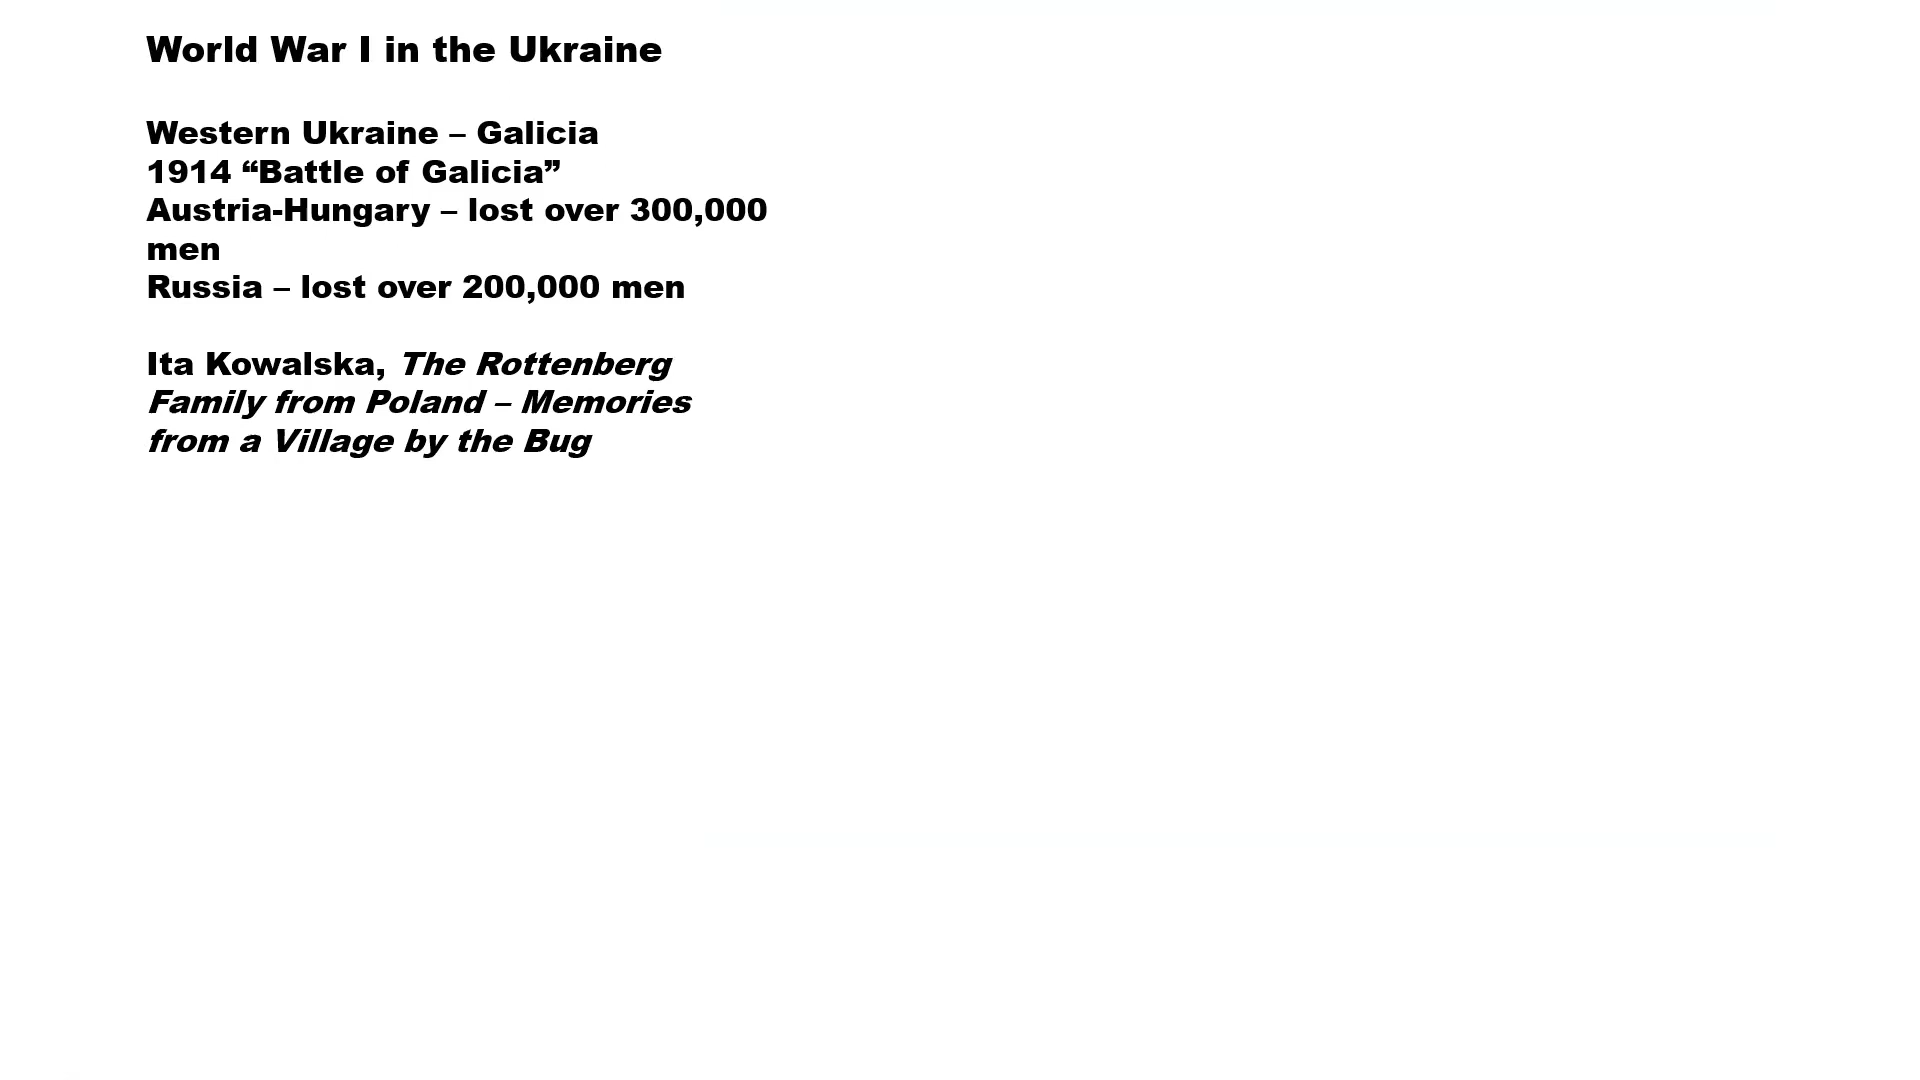 World War I in the Ukraine
Western Ukraine – Galicia
1914 “Battle of Galicia”
Austria-Hungary – lost over 300,000
men
Russia – lost over 200,000 men
Ita Kowalska, The Rottenberg
Family from Poland – Memories
from a Village by the Bug